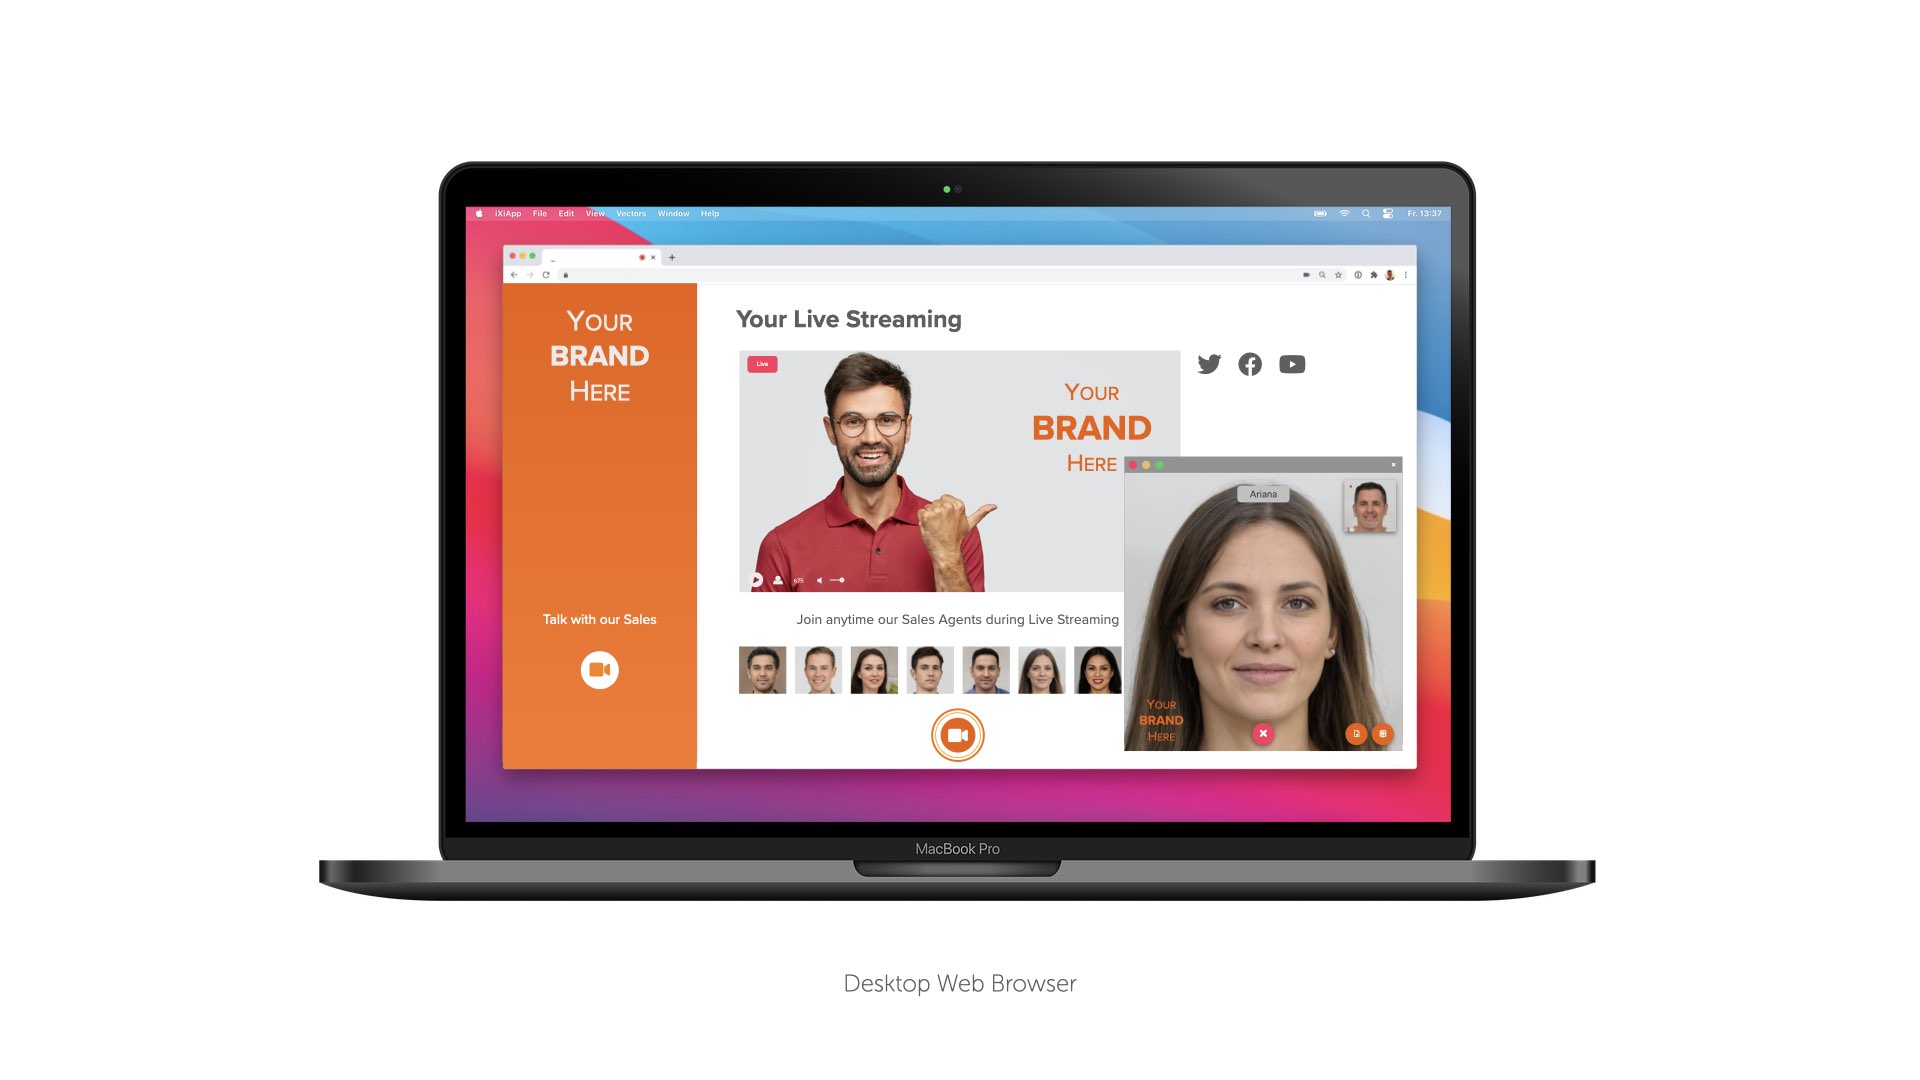 iXiApp File Edit View Vectors Window Help
Fr. 13:37
YOUR
BRAND
HERE
Talk with our Sales
Your Live Streaming
Live
YOUR
BRAND
HERE
675
Join anytime our Sales Agents during Live Streaming
Ariana
YOUR
BRAND
HERE
MacBook Pro
Desktop Web Browser